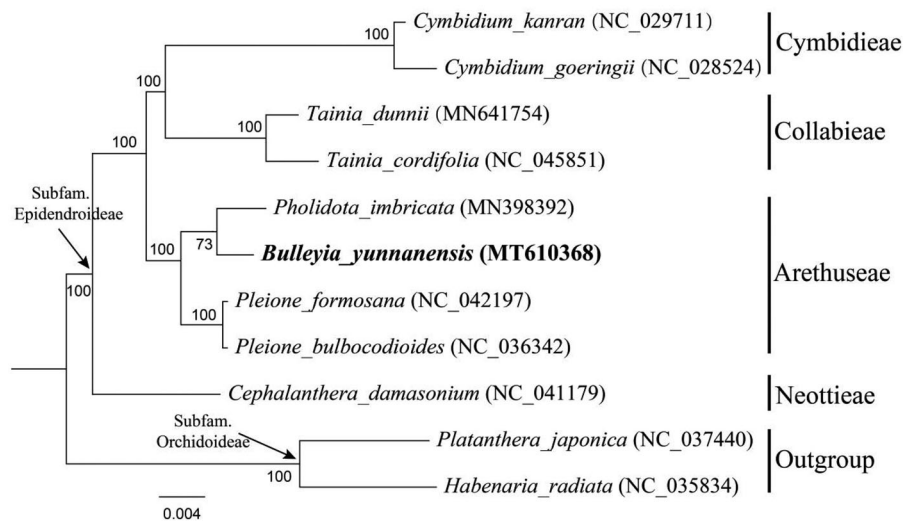 100
Cymbidium_kanran (NC_029711)
Cymbidium_goeringii (NC_028524)
Cymbidieae
100
100
Tainia_dunnii (MN641754)
Tainia_cordifolia (NC_045851)
Collabieae
100
Subfam.
Epidendroideae
100
Pholidota_imbricata (MN398392)
73
Bulleyia_yunnanensis (MT610368)
100
100
Pleione_formosana (NC_042197)
Pleione_bulbocodioides (NC_036342)
Arethuseae
Cephalanthera_damasonium (NC_041179)
Neottieae
Subfam.
Orchidoideae
100
Platanthera_japonica (NC_037440)
Habenaria_radiata (NC_035834)
Outgroup
0.004